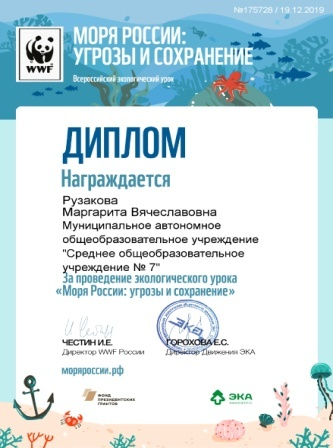 №175728 / 19.12.2019
WWF
МОРЯ РОССИИ:
УГРОЗЫ И СОХРАНЕНИЕ
Всероссийский экологический урок
ДИПЛОМ
Награждается
Рузакова
Маргарита Вячеславовна
Муниципальное автономное
общеобразовательное учреждение
"Среднее общеобразовательное
учреждение № 7"
За проведение экологического урока
«Моря России: угрозы и сохранение»
ЭКА
ЧЕСТИН И.Е.
Директор WWF России
ГОРОХОВА Е.С.
Директор Движения ЭКА
моряроссии.рф
ФОНД
ПРЕЗИДЕНТСКИХ
ГРАНТОВ
ЭКА